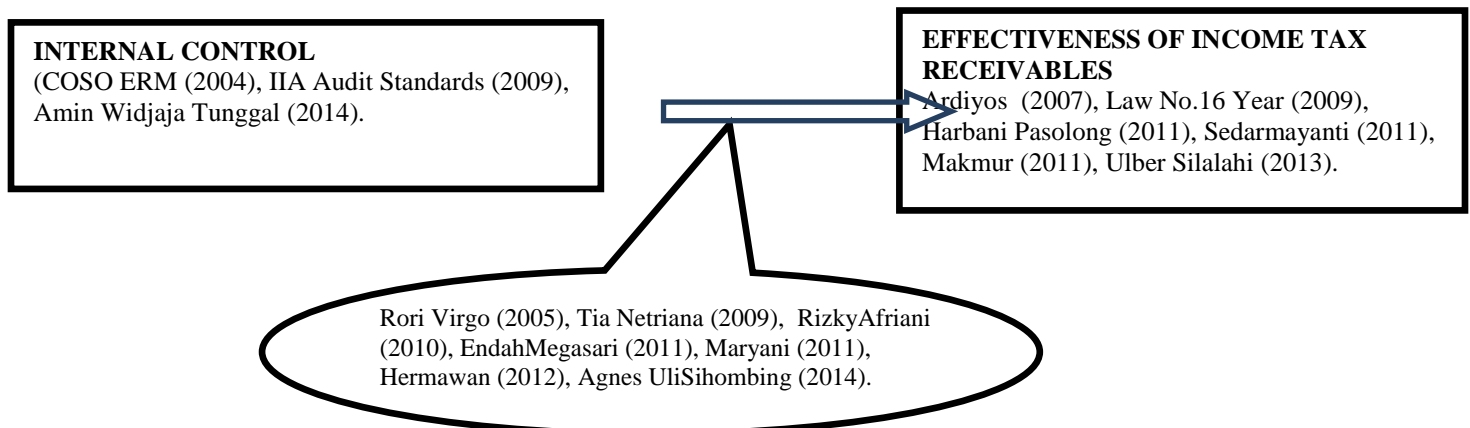 INTERNAL CONTROL
(COSO ERM (2004), IIA Audit Standards (2009),
Amin Widjaja Tunggal (2014).
EFFECTIVENESS OF INCOME TAX
RECEIVABLES
Ardiyos (2007), Law No.16 Year (2009),
Harbani Pasolong (2011), Sedarmayanti (2011),
Makmur (2011), Ulber Silalahi (2013).
Rori Virgo (2005), Tia Netriana (2009), RizkyAfriani
(2010), EndahMegasari (2011), Maryani (2011),
Hermawan (2012), Agnes UliSihombing (2014).